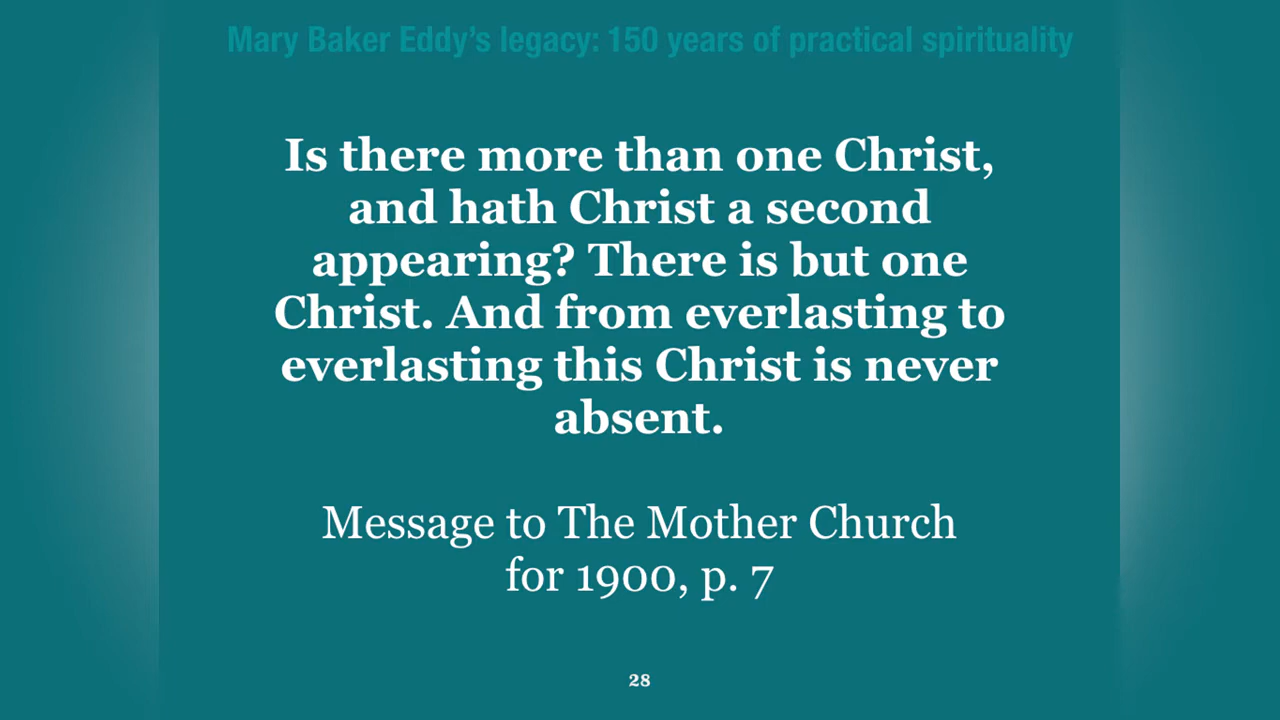 Mary Baker Eddy’s legacy: 150 years of practical spirituality
Is there more than one Christ,
and hath Christ a second
appearing? There is but one
Christ. And from everlasting to
everlasting this Christ is never
absent.
Message to The Mother Church
for 1900, p. 7
28